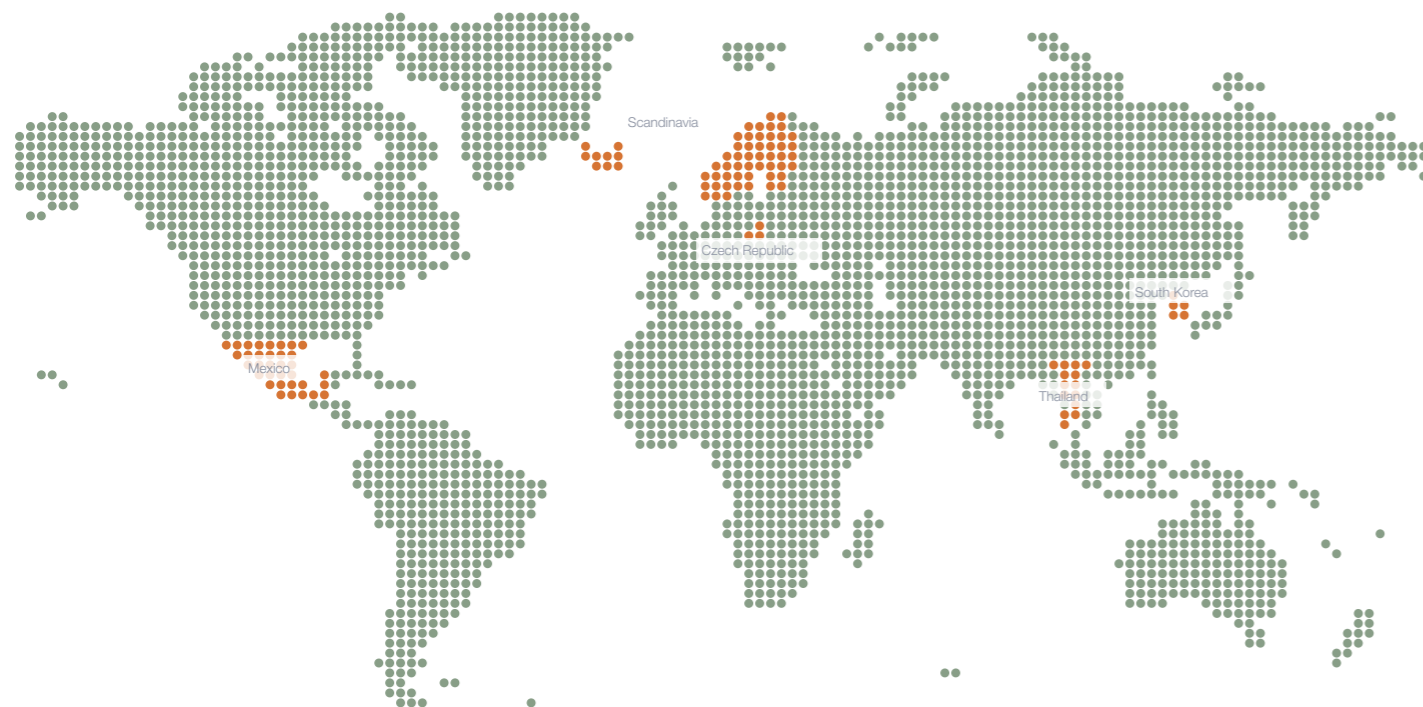 Scandinavia
Czech Republic
South Korea
Mexico
Thailand